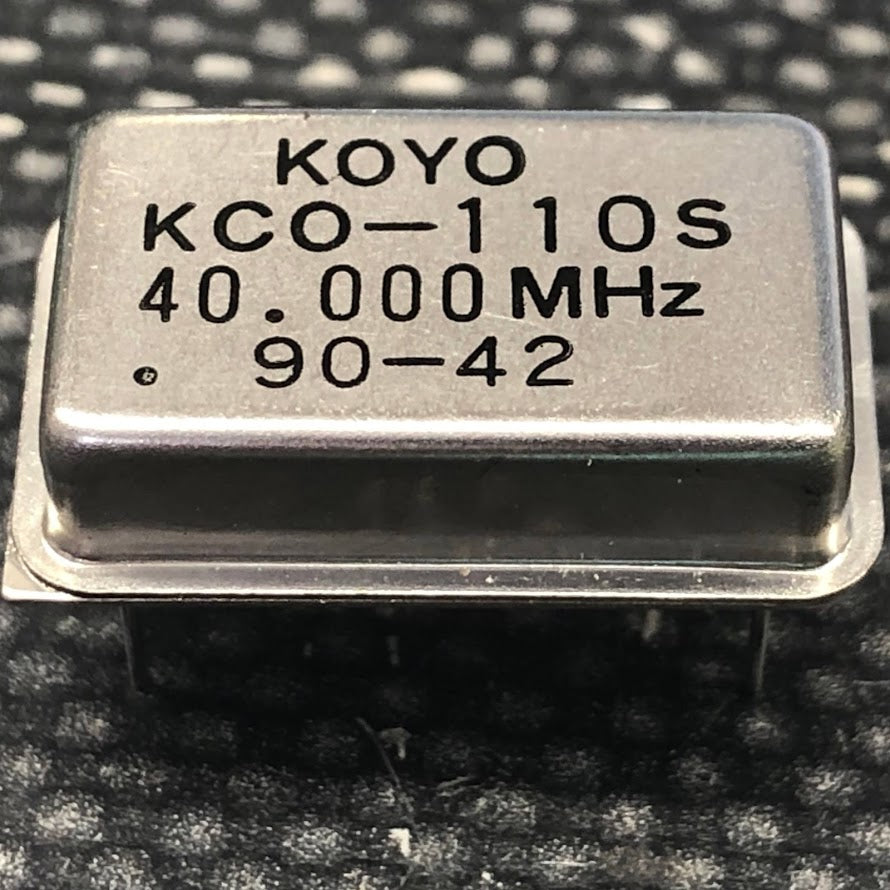 KOYO
KCO-110S
40.000MHz
90-42